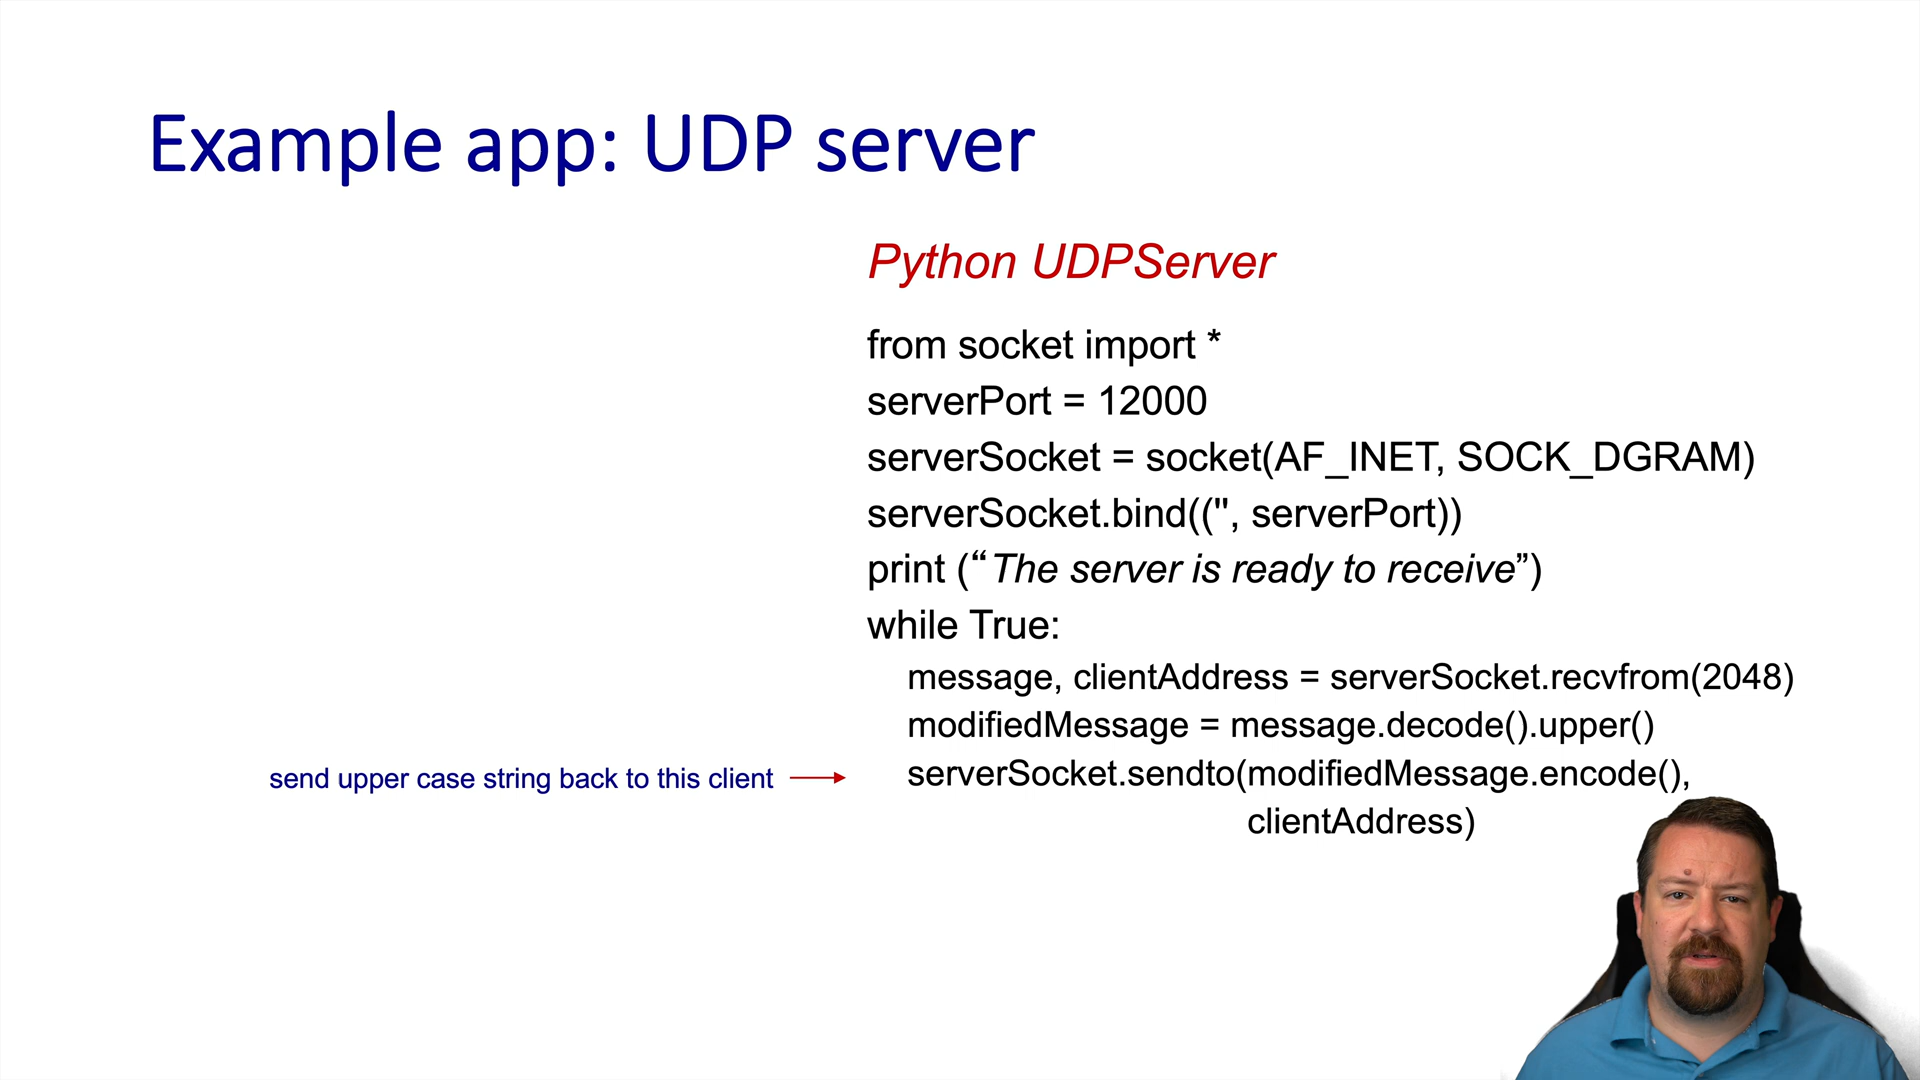 Example app: UDP server
Python UDPServer
from socket import *
serverPort = 12000
serverSocket = socket(AF_INET, SOCK_DGRAM)
serverSocket.bind(('', serverPort))
print (“The server is ready to receive”)
while True:
message, clientAddress = serverSocket.recvfrom(2048)
modifiedMessage = message.decode().upper()
send upper case string back to this client
serverSocket.sendto(modifiedMessage.encode(),
clientAddress)